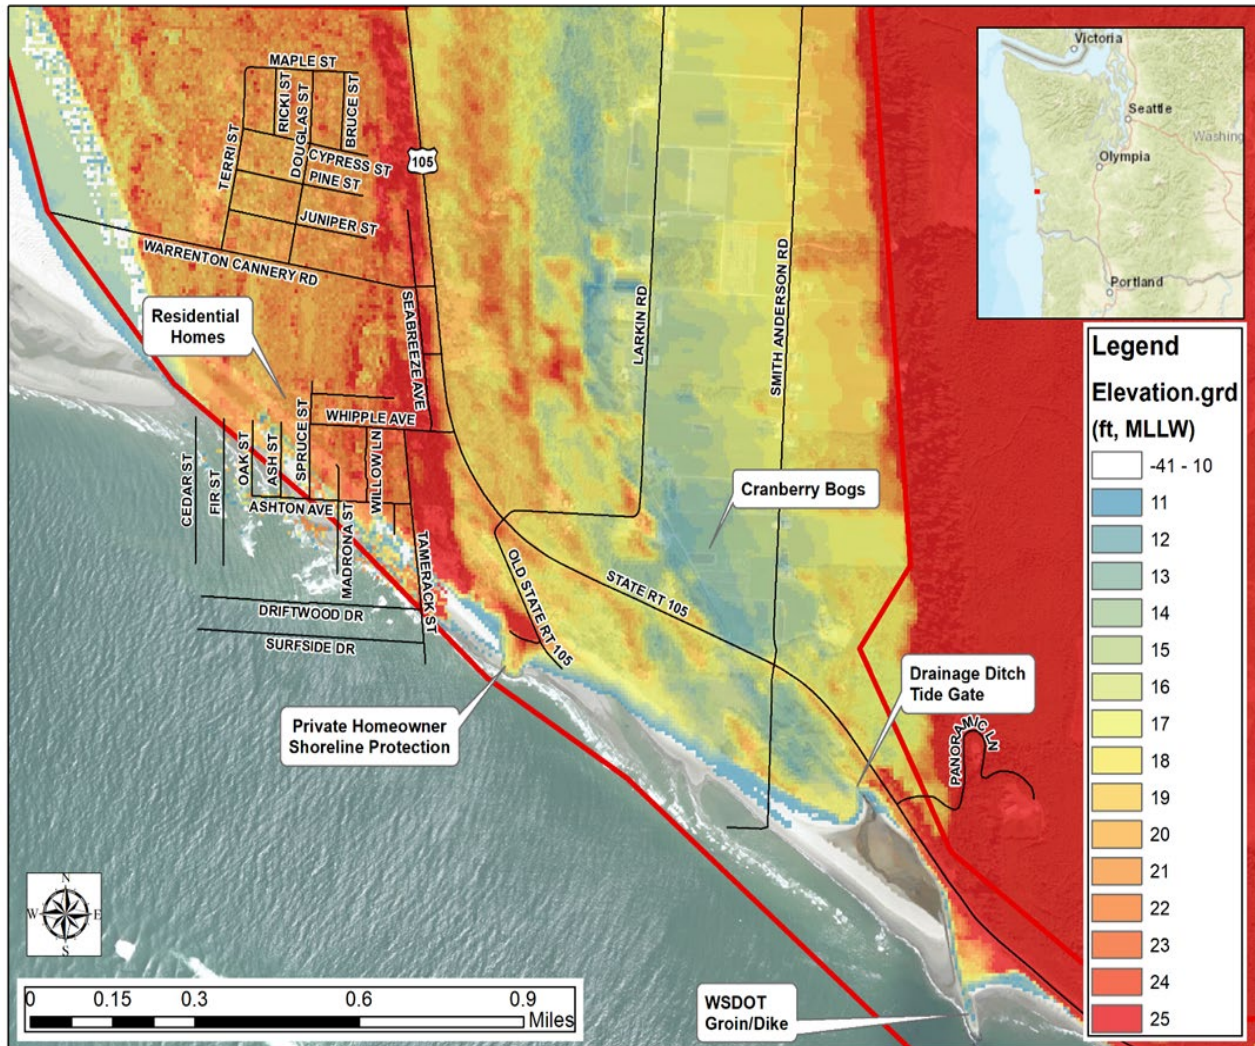 MAPLE ST
RICKI ST
DOUGLAS ST
BRUCE ST
TERRI ST
CYPRESS ST
PINE ST
JUNIPER ST
WARRENTON CANNERY RD
105
SEABREEZE AVE
LARKIN RD
SMITH ANDERSON RD
Residential
Homes
WHIPPLE AVE
CEDAR ST
FIR ST
OAK ST
ASH ST
SPRUCE ST
WILLOW LN
ASHTON AVE
MADRONA ST
TAMERACK ST
DRIFTWOOD DR
SURFSIDE DR
OLD STATE RT 105
STATE RT 105
Cranberry Bogs
Drainage Ditch
Tide Gate
PANORAMIC LN
Private Homeowner
Shoreline Protection
WSDOT
Groin/Dike
N
W E
S
0 0.15 0.3 0.6 0.9
Miles
Victoria
Seattle
Washing
Olympia
Portland
Legend
Elevation.grd
(ft, MLLW)
-41 - 10
11
12
13
14
15
16
17
18
19
20
21
22
23
24
25